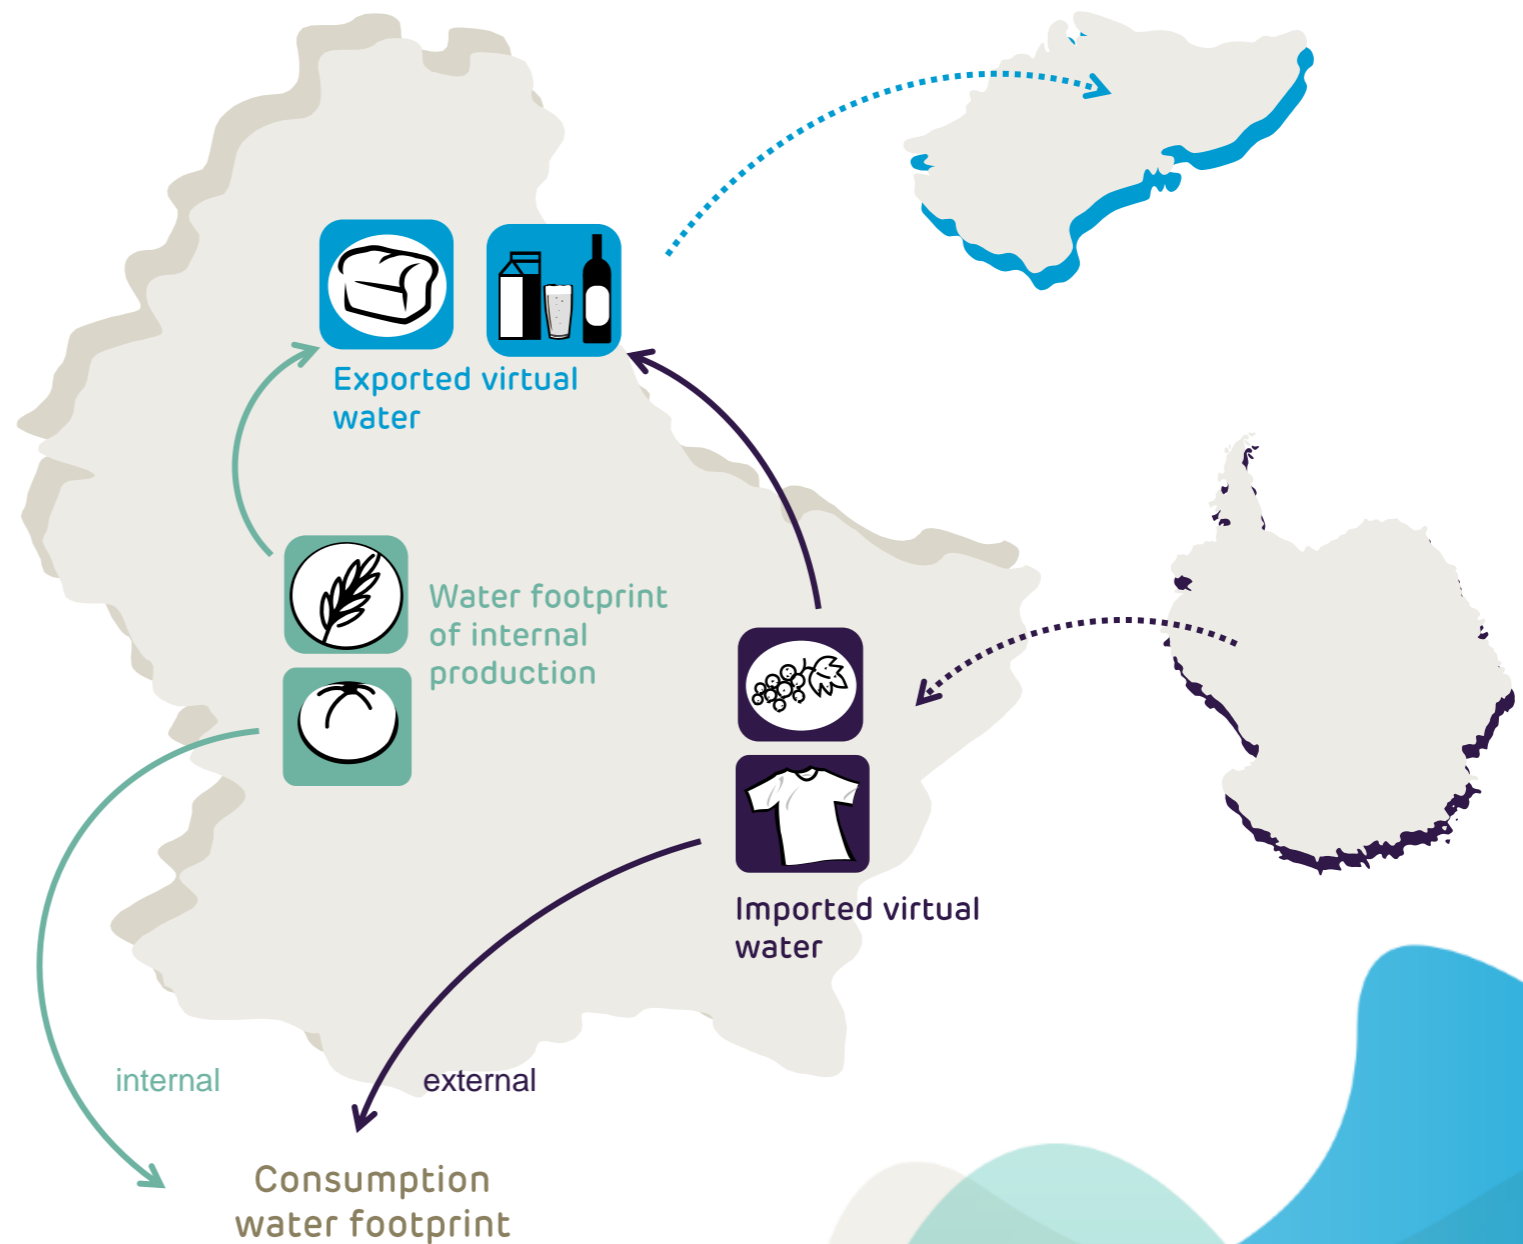 Exported virtual
water
Water footprint
of internal
production
Imported virtual
water
internal
external
Consumption
water footprint